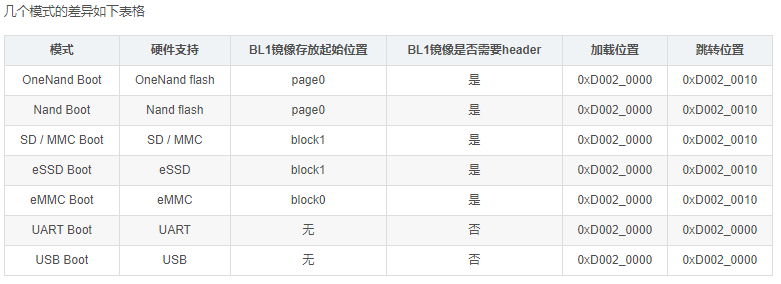 几个模式的差异如下表格
模式 硬件支持 BL1镜像存放起始位置 BL1镜像是否需要header 加载位置 跳转位置
OneNand Boot OneNand flash page0 是 0xD002_0000 0xD002_0010
Nand Boot Nand flash page0 是 0xD002_0000 0xD002_0010
SD / MMC Boot SD / MMC block1 是 0xD002_0000 0xD002_0010
eSSD Boot eSSD block1 是 0xD002_0000 0xD002_0010
eMMC Boot eMMC block0 是 0xD002_0000 0xD002_0010
UART Boot UART 无 否 0xD002_0000 0xD002_0000
USB Boot USB 无 否 0xD002_0000 0xD002_0000